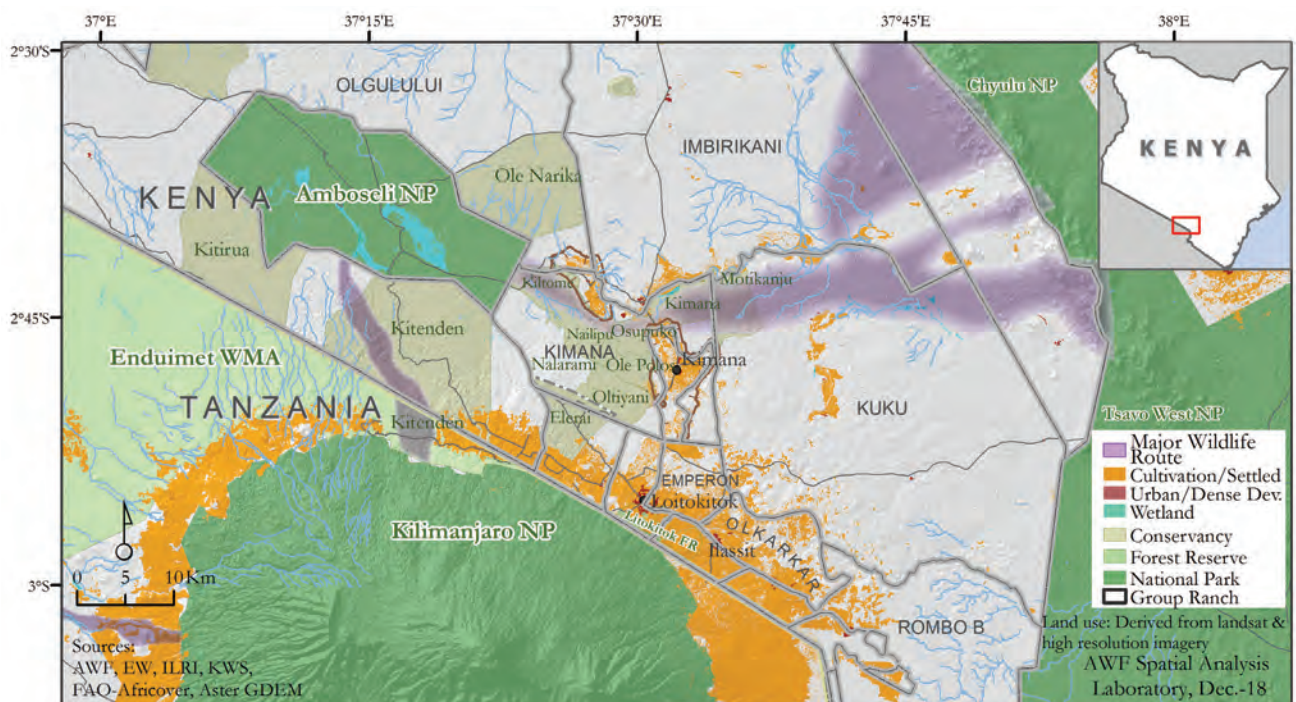 37°E
37°15'E
37°30'E
37°45'E
38°E
2°30'S
2°45'S
3°S
OLGULULUI
Chyulu NP
KENYA
IMBIRIKANI
Ole Narika
KENYA
Amboseli NP
Kitirua
Kiltome
Motikanju
Kimana
Kitenden
Nailipu
Osupuko
KIMANA
Enduimet WMA
Nalarami
Ole Polos
Kimana
TANZANIA
Oltiyani
KUKU
Tsavo West NP
Kitenden
Elerai
Major Wildlife
Route
Cultivation/Settled
Urban/Dense Dev.
Wetland
Conservancy
Forest Reserve
National Park
Group Ranch
EMPERON
Loitokitok
Kilimanjaro NP
Litokitok FR
OLKARKAR
Ilassit
0 5 10 Km
ROMBO B
Land use: Derived from landsat &
high resolution imagery
Sources:
AWF, EW, ILRI, KWS,
FAO-Africover, Aster GDEM
AWF Spatial Analysis
Laboratory, Dec.-18